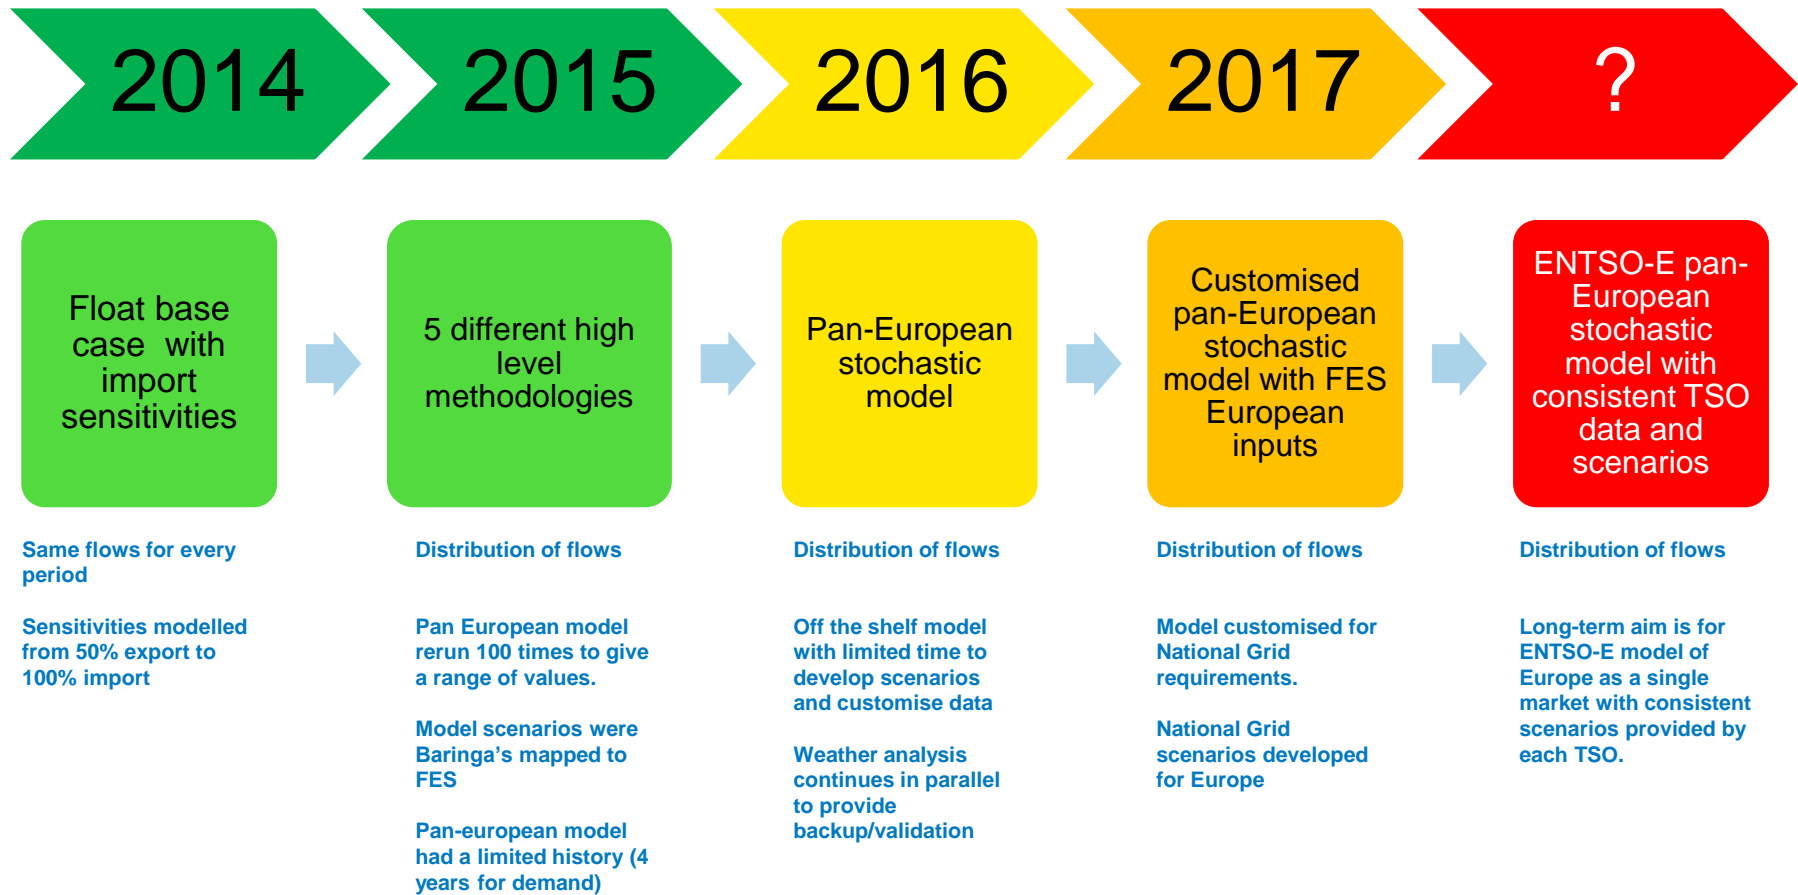 2014
2015
2016
2017
?
Float base
case with
import
sensitivities
5 different high
level
methodologies
Pan-European
stochastic
model
Customised
pan-European
stochastic
model with FES
European
inputs
ENTSO-E pan-
European
stochastic
model with
consistent TSO
data and
scenarios
Same flows for every
period
Sensitivities modelled
from 50% export to
100% import
Distribution of flows
Pan European model
rerun 100 times to give
a range of values.
Model scenarios were
Baringa's mapped to
FES
Pan-european model
had a limited history (4
years for demand)
Distribution of flows
Off the shelf model
with limited time to
develop scenarios
and customise data
Weather analysis
continues in parallel
to provide
backup/validation
Distribution of flows
Model customised for
National Grid
requirements.
National Grid
scenarios developed
for Europe
Distribution of flows
Long-term aim is for
ENTSO-E model of
Europe as a single
market with consistent
scenarios provided by
each TSO.